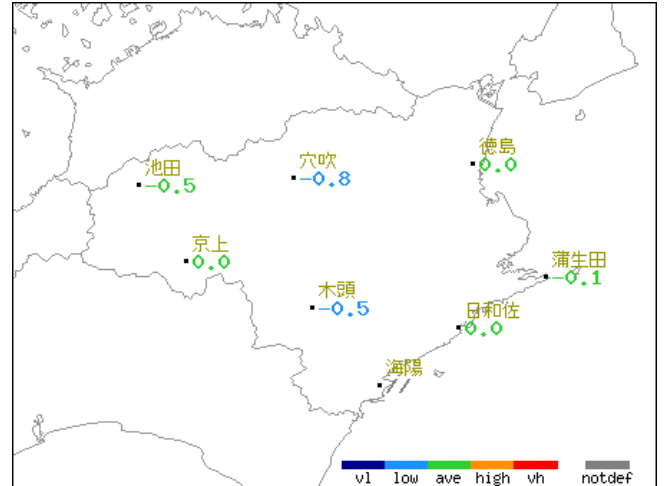 徳島
0.0
穴吹
-0.8
池田
-0.5
京上
0.0
蒲生田
-0.1
木頭
-0.5
日和佐
0.0
海陽
vl low ave high vh notdef